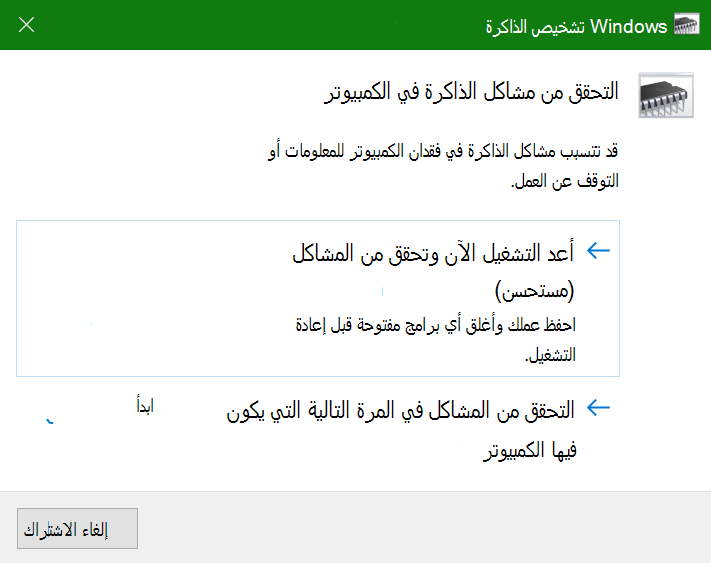 Windows تشخيص الذاكرة
التحقق من مشاكل الذاكرة في الكمبيوتر
قد تتسبب مشاكل الذاكرة في فقدان الكمبيوتر للمعلومات أو
التوقف عن العمل.
أعد التشغيل الآن وتحقق من المشاكل
(مستحسن)
احفظ عملك وأغلق أي برامج مفتوحة قبل إعادة
التشغيل.
التحقق من المشاكل في المرة التالية التي يكون
ابدأ
فيها الكمبيوتر
إلغاء الاشتراك